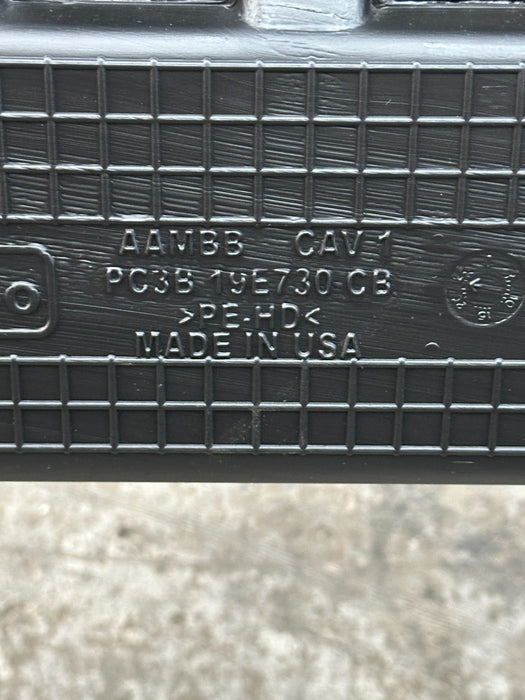 AAMBB CAV 1
PC3B-19E730-CB
>PE-HD<
MADE IN USA